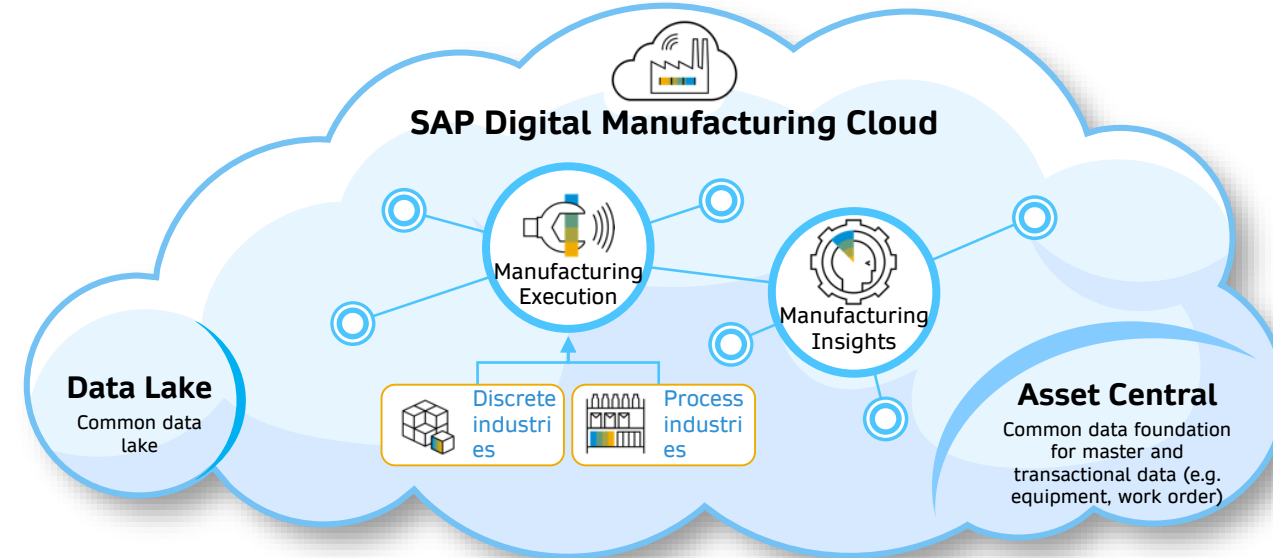 SAP Digital Manufacturing Cloud
Manufacturing
Execution
Manufacturing
Insights
Discrete
industri
es
Process
industri
es
Data Lake
Common data
lake
Asset Central
Common data foundation
for master and
transactional data (e.g.
equipment, work order)